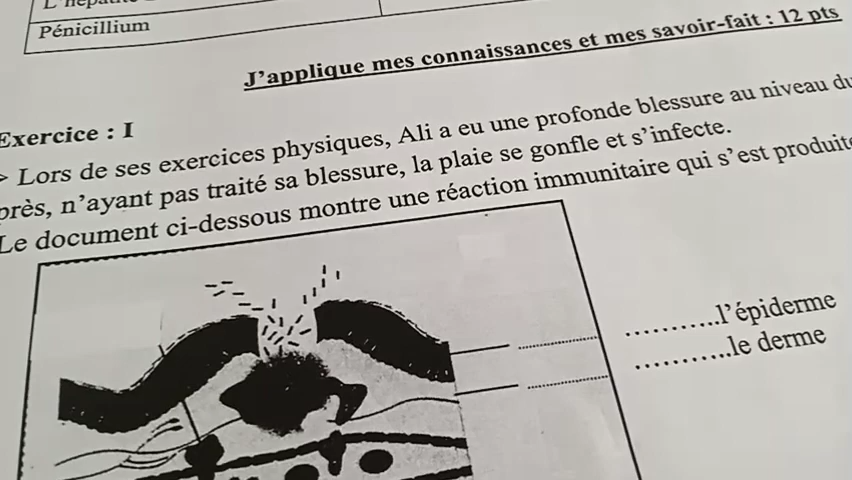 Pénicillium
J'applique mes connaissances et mes savoir-fait : 12 pts
Exercice : I
Lors de ses exercices physiques, Ali a eu une profonde blessure au niveau du
près, n'ayant pas traité sa blessure, la plaie se gonfle et s'infecte.
Le document ci-dessous montre une réaction immunitaire qui s'est produite
...........l'épiderme
...........le derme